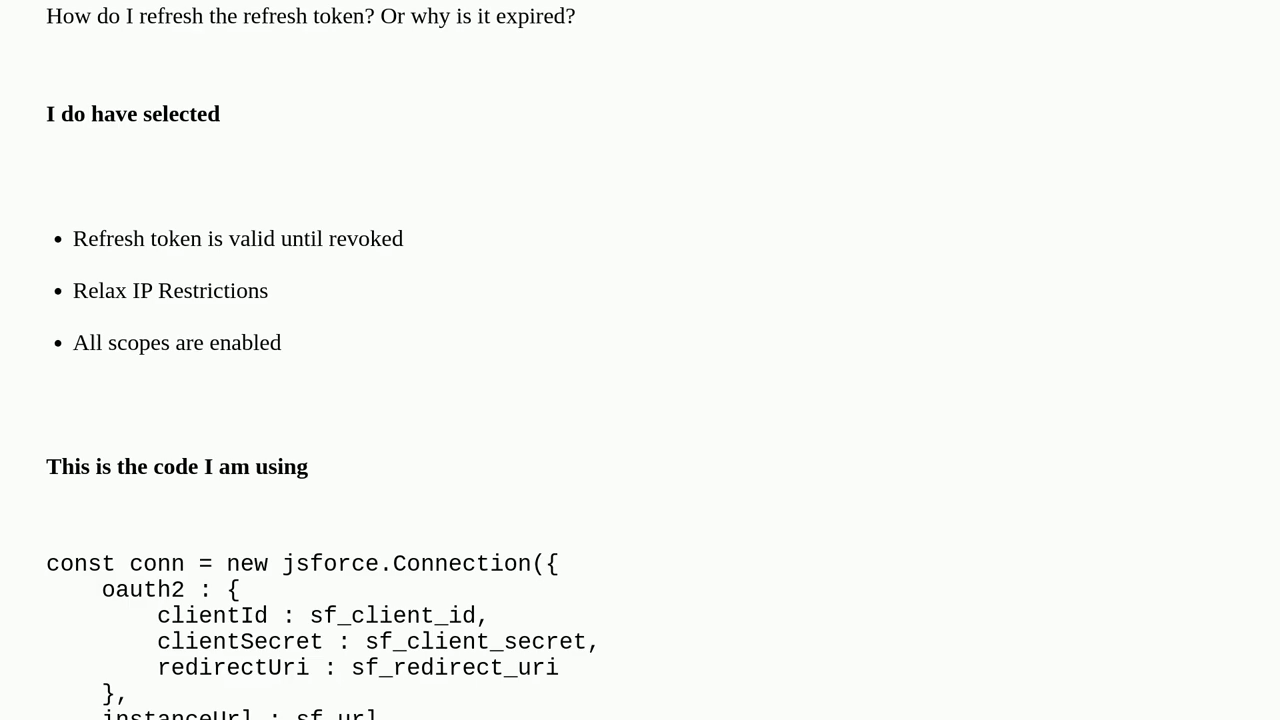 How do I refresh the refresh token? Or why is it expired?
I do have selected
Refresh token is valid until revoked
Relax IP Restrictions
All scopes are enabled
This is the code I am using
const conn = new jsforce.Connection({
    oauth2 : {
        clientId : sf_client_id,
        clientSecret : sf_client_secret,
        redirectUri : sf_redirect_uri
    },
    instanceUrl : sf_url